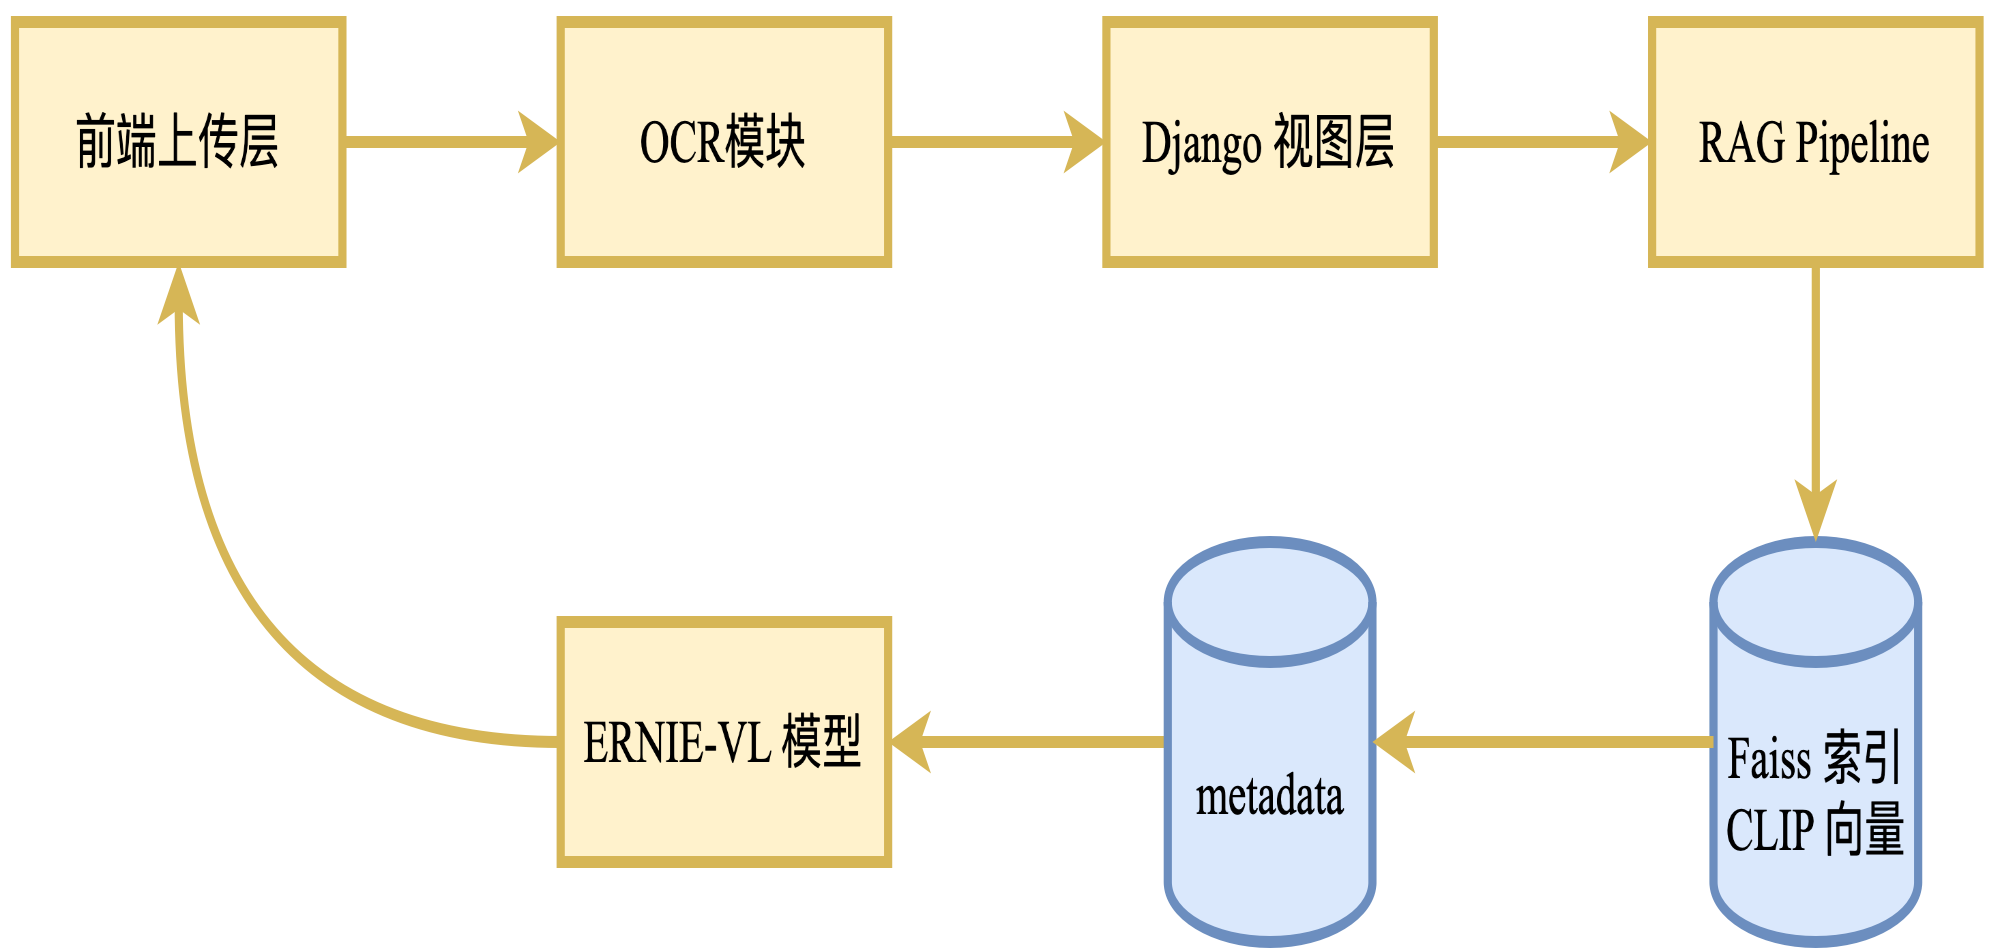 前端上传层
OCR模块
Django 视图层
RAG Pipeline
ERNIE-VL 模型
metadata
Faiss 索引
CLIP 向量